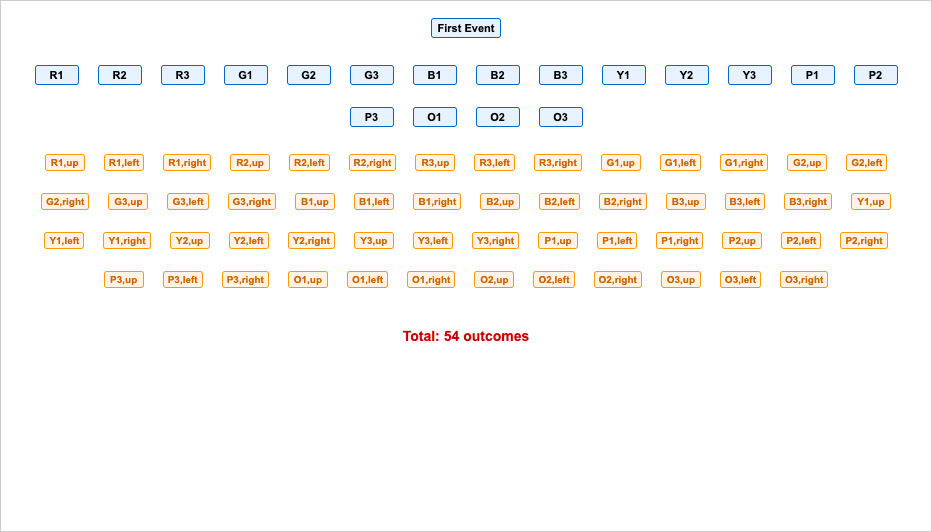 First Event
R1 R2 R3 G1 G2 G3 B1 B2 B3 Y1 Y2 Y3 P1 P2
P3 O1 O2 O3
R1,up R1,left R1,right R2,up R2,left R2,right R3,up R3,left R3,right G1,up G1,left G1,right G2,up G2,left
G2,right G3,up G3,left G3,right B1,up B1,left B1,right B2,up B2,left B2,right B3,up B3,left B3,right Y1,up
Y1,left Y1,right Y2,up Y2,left Y2,right Y3,up Y3,left Y3,right P1,up P1,left P1,right P2,up P2,left P2,right
P3,up P3,left P3,right O1,up O1,left O1,right O2,up O2,left O2,right O3,up O3,left O3,right
Total: 54 outcomes